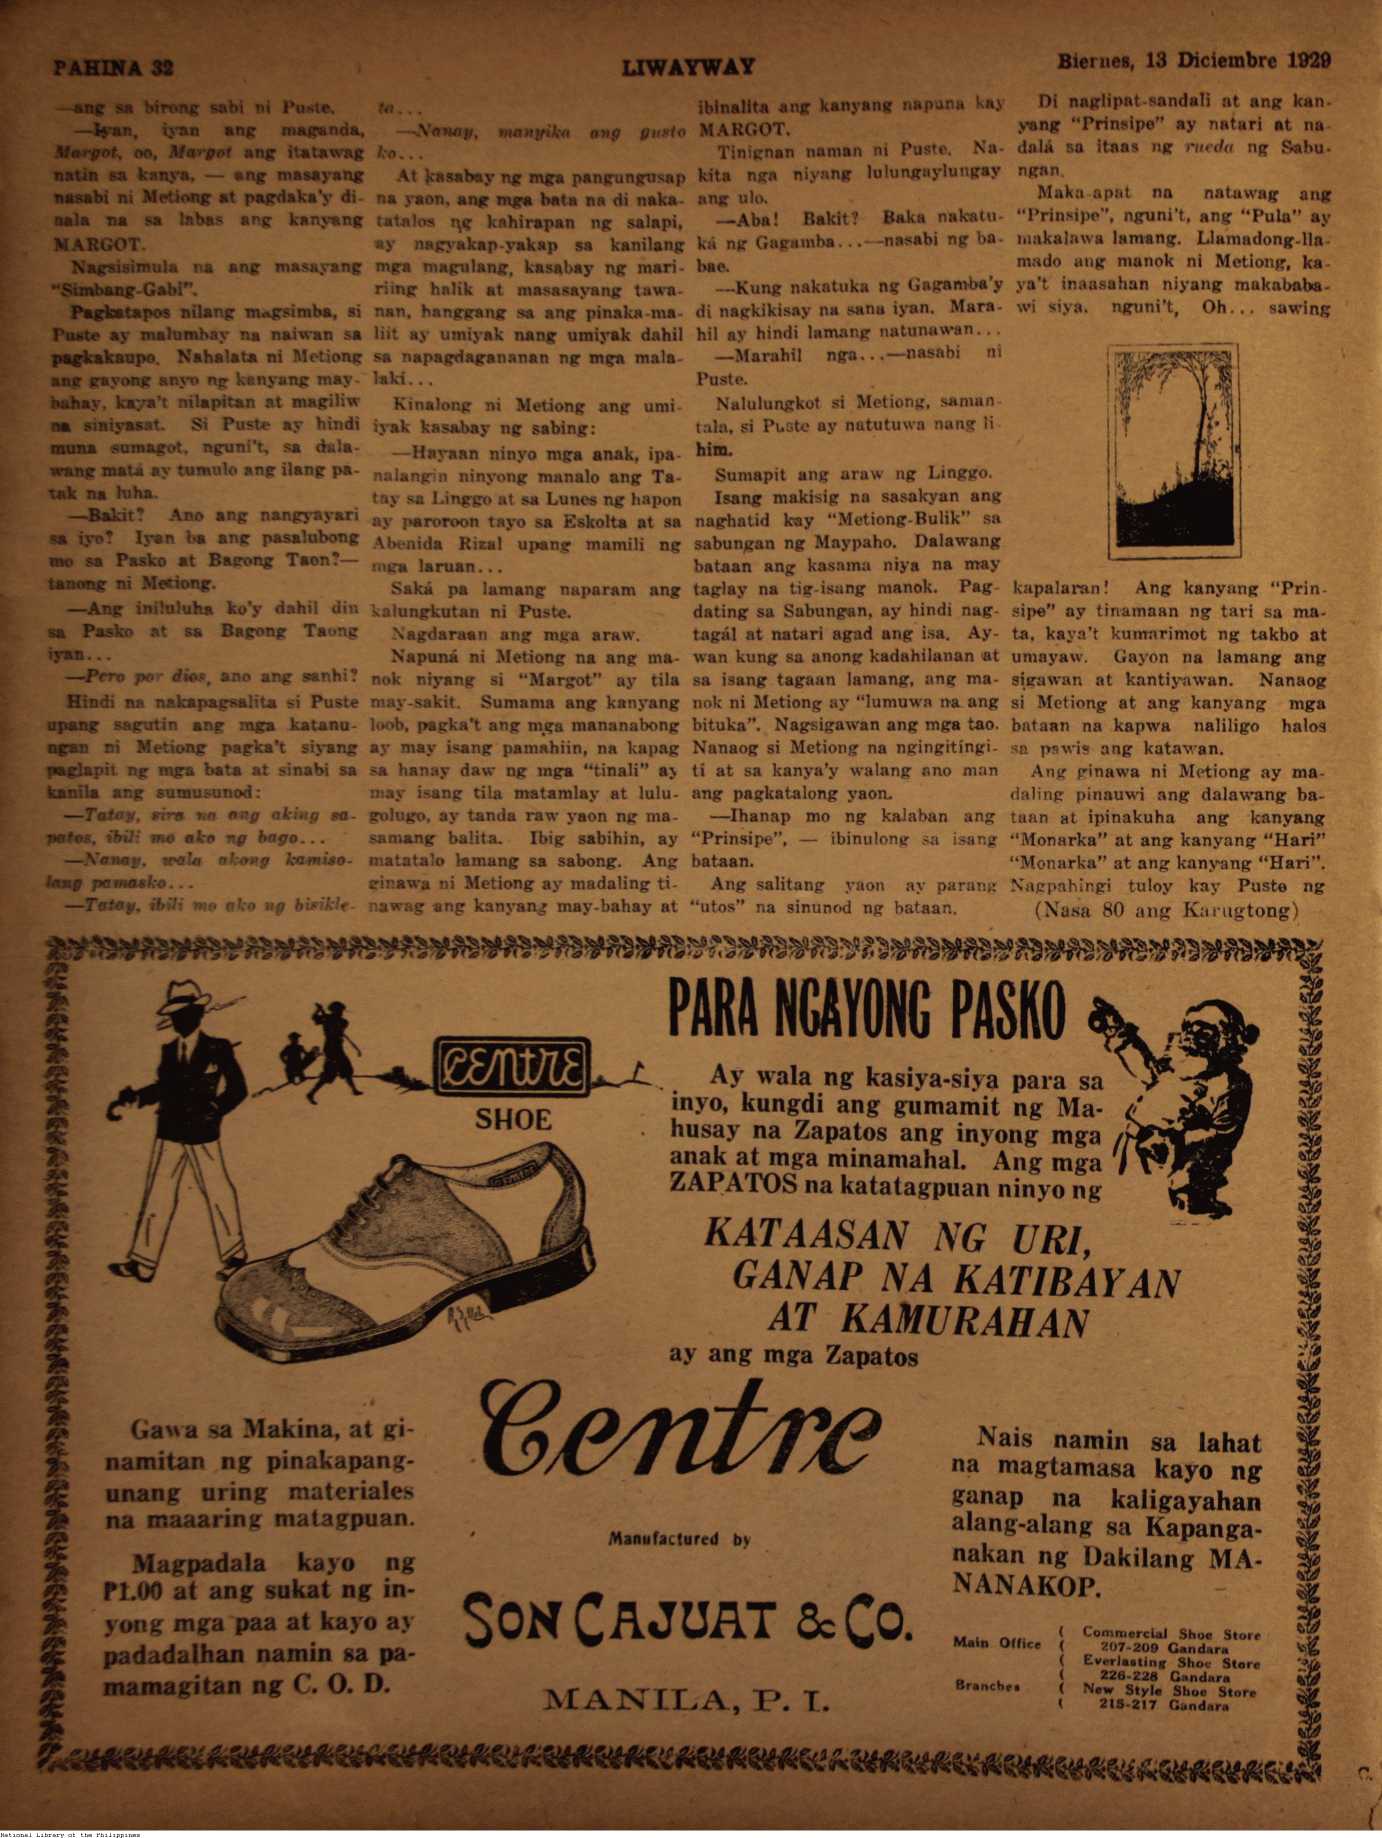 PAHINA 32
LIWAYWAY
Biernes, 13 Diciembre 1929
—ang sa birong sabi ni Puste.
—Iyan, iyan ang maganda,
Margot, oo, Margot ang itatawag
natin sa kanya, — ang masayang
nasabi ni Metiong at pagdaka'y di-
nala na sa labas ang kanyang
MARGOT.
Nagsisimula na ang masayang
"Simbang-Gabi".
Pagkatapos nilang magsimba, si
Puste ay malumbay na naiwan sa
pagkakaupo. Nahalata ni Metiong
ang gayong anyo ng kanyang may-
bahay, kaya't nilapitan at magiliw
na siniyasat. Si Puste ay hindi
muna sumagot, nguni't, sa dala-
wang matá ay tumulo ang ilang pa-
tak na luha.
—Bakit? Ano ang nangyayari
sa iyo? Iyan ba ang pasalubong
mo sa Pasko at Bagong Taon?—
tanong ni Metiong.
—Ang iniluluha ko'y dahil din
sa Pasko at sa Bagong Taong
iyan...
—Pero por dios, ano ang sanhi?
Hindi na nakapagsalita si Puste
upang sagutin ang mga katanu-
ngan ni Metiong pagka't siyang
paglapit ng mga bata at sinabi sa
kanila ang sumusunod:
—Tatay, sira na ang aking sa-
patos, ibili mo ako ng bago...
—Nanay, wala akong kamiso-
lang pamasko...
—Tatay, ibili mo ako ng bisikle-
ta...
—Nanay, manyika ang gusto
ko...
At kasabay ng mga pangungusap
na yaon, ang mga bata na di naka-
tatalos ng kahirapan ng salapi,
ay nagyakap-yakap sa kanilang
mga magulang, kasabay ng mari-
riing halik at masasayang tawa-
nan, hanggang sa ang pinaka-ma-
liit ay umiyak nang umiyak dahil
sa napagdagananan ng mga mala-
laki...
Kinalong ni Metiong ang umi-
iyak kasabay ng sabing:
—Hayaan ninyo mga anak, ipa-
nalangin ninyong manalo ang Ta-
tay sa Linggo at sa Lunes ng hapon
ay paroroon tayo sa Eskolta at sa
Abenida Rizal upang mamili ng
mga laruan...
Saká pa lamang naparam ang
kalungkutan ni Puste.
Nagdaraan ang mga araw.
Napuná ni Metiong na ang ma-
nok niyang si "Margot" ay tila
may-sakit. Sumama ang kanyang
loob, pagka't ang mga mananabong
ay may isang pamahiin, na kapag
sa hanay daw ng mga "tinali" ay
may isang tila matamlay at lulu-
golugo, ay tanda raw yaon ng ma-
samang balita. Ibig sabihin, ay
matatalo lamang sa sabong. Ang
ginawa ni Metiong ay madaling ti-
nawag ang kanyang may-bahay at
ibinalita ang kanyang napuna kay
MARGOT.
Tinignan naman ni Puste. Na-
kita nga niyang lulungaylungay
ang ulo.
—Aba! Bakit? Baka nakatu-
ká ng Gagamba...—nasabi ng ba-
bae.
—Kung nakatuka ng Gagamba'y
di nagkikisay na sana iyan. Mara-
hil ay hindi lamang natunawan...
—Marahil nga...—nasabi ni
Puste.
Nalulungkot si Metiong, saman-
tala, si Puste ay natutuwa nang li-
him.
Sumapit ang araw ng Linggo.
Isang makisig na sasakyan ang
naghatid kay "Metiong-Bulik" sa
sabungan ng Maypaho. Dalawang
bataan ang kasama niya na may
taglay na tig-isang manok. Pag-
dating sa Sabungan, ay hindi nag-
tagál at natari agad ang isa. Ay-
wan kung sa anong kadahilanan at
sa isang tagaan lamang, ang ma-
nok ni Metiong ay "lumuwa na ang
bituka". Nagsigawan ang mga tao.
Nanaog si Metiong na ngingitingi-
ti at sa kanya'y walang ano man
ang pagkatalong yaon.
—Ihanap mo ng kalaban ang
"Prinsipe", — ibinulong sa isang
bataan.
Ang salitang yaon ay parang
"utos" na sinunod ng bataan.
Di naglipat-sandali at ang kan-
yang "Prinsipe" ay natari at na-
dalá sa itaas ng rueda ng Sabu-
ngan.
Maka-apat na natawag ang
"Prinsipe", nguni't, ang "Pula" ay
makalawa lamang. Llamadong-lla-
mado ang manok ni Metiong, ka-
ya't inaasahan niyang makababa-
wi siya. nguni't, Oh... sawing
kapalaran! Ang kanyang "Prin-
sipe" ay tinamaan ng tari sa ma-
ta, kaya't kumarimot ng takbo at
umayaw. Gayon na lamang ang
sigawan at kantiyawan. Nanaog
si Metiong at ang kanyang mga
bataan na kapwa naliligo halos
sa pawis ang katawan.
Ang ginawa ni Metiong ay ma-
daling pinauwi ang dalawang ba-
taan at ipinakuha ang kanyang
"Monarka" at ang kanyang "Hari"
"Monarka" at ang kanyang "Hari".
Nagpahingi tuloy kay Puste ng
(Nasa 80 ang Karugtong)
CENTRE
SHOE
PARA NGAYONG PASKO
Ay wala ng kasiya-siya para sa
inyo, kungdi ang gumamit ng Ma-
husay na Zapatos ang inyong mga
anak at mga minamahal. Ang mga
ZAPATOS na katatagpuan ninyo ng
KATAASAN NG URI,
GANAP NA KATIBAYAN
AT KAMURAHAN
ay ang mga Zapatos
Centre
Gawa sa Makina, at gi-
namitan ng pinakapang-
unang uring materiales
na maaaring matagpuan.
Magpadala kayo ng
₱1.00 at ang sukat ng in-
yong mga paa at kayo ay
padadalhan namin sa pa-
mamagitan ng C. O. D.
Manufactured by
SON CAJUAT & CO.
MANILA, P. I.
Nais namin sa lahat
na magtamasa kayo ng
ganap na kaligayahan
alang-alang sa Kapanga-
nakan ng Dakilang MA-
NANAKOP.
Main Office ( Commercial Shoe Store
( 207-209 Gandara
( Everlasting Shoe Store
( 226-228 Gandara
Branches ( New Style Shoe Store
( 215-217 Gandara
National Library of the Philippines